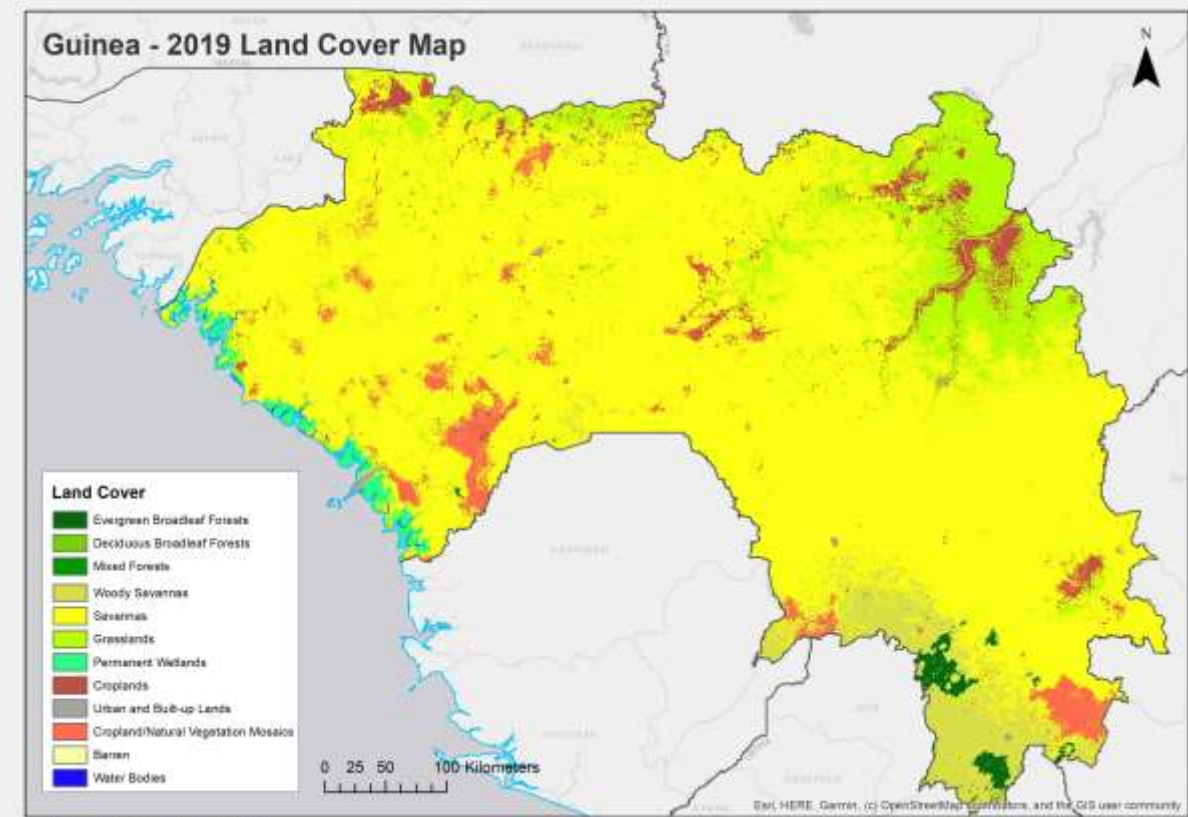 Guinea - 2019 Land Cover Map
N
Land Cover
Evergreen Broadleaf Forests
Deciduous Broadleaf Forests
Mixed Forests
Woody Savannas
Savannas
Grasslands
Permanent Wetlands
Croplands
Urban and Built-up Lands
Cropland/Natural Vegetation Mosaics
Barren
Water Bodies
0 25 50 100 Kilometers
Esri, HERE, Garmin, (c) OpenStreetMap contributors, and the GIS user community